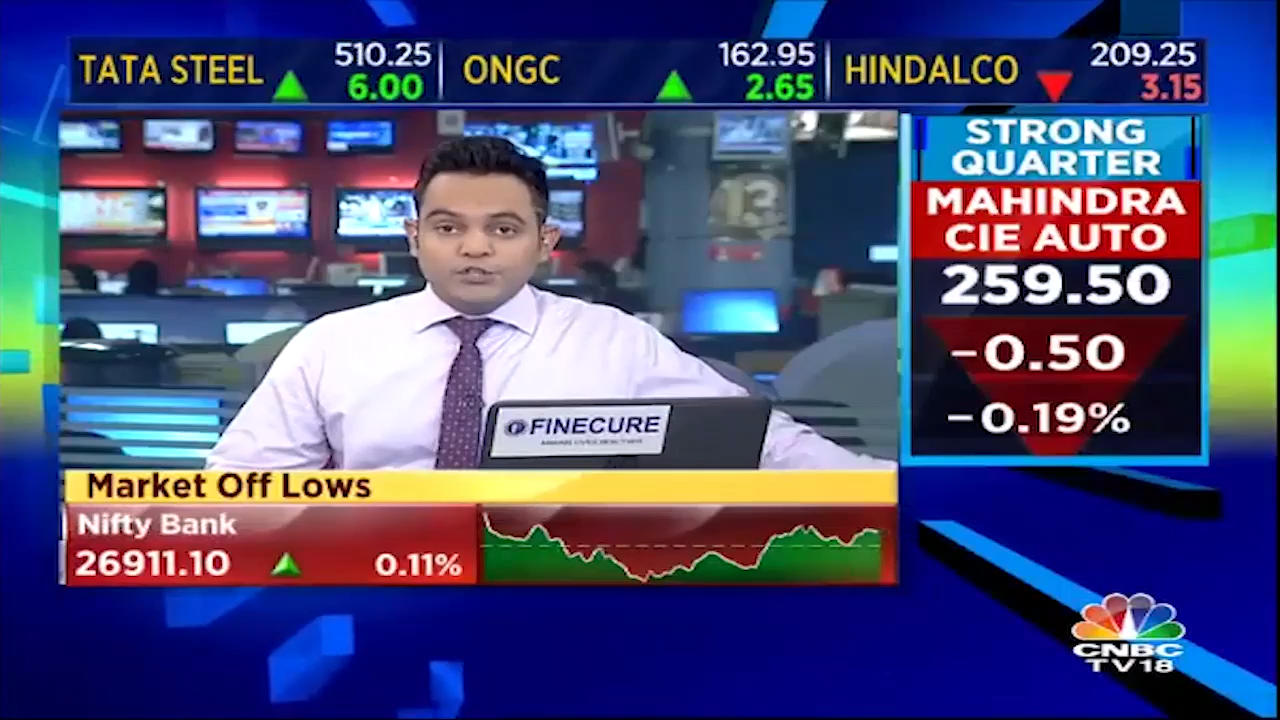 TATA STEEL
510.25
6.00
ONGC
162.95
2.65
HINDALCO
209.25
3.15
STRONG
QUARTER
MAHINDRA
CIE AUTO
259.50
-0.50
-0.19%
13
FINECURE
Market Off Lows
Nifty Bank
26911.10
0.11%
CNBC
TV18